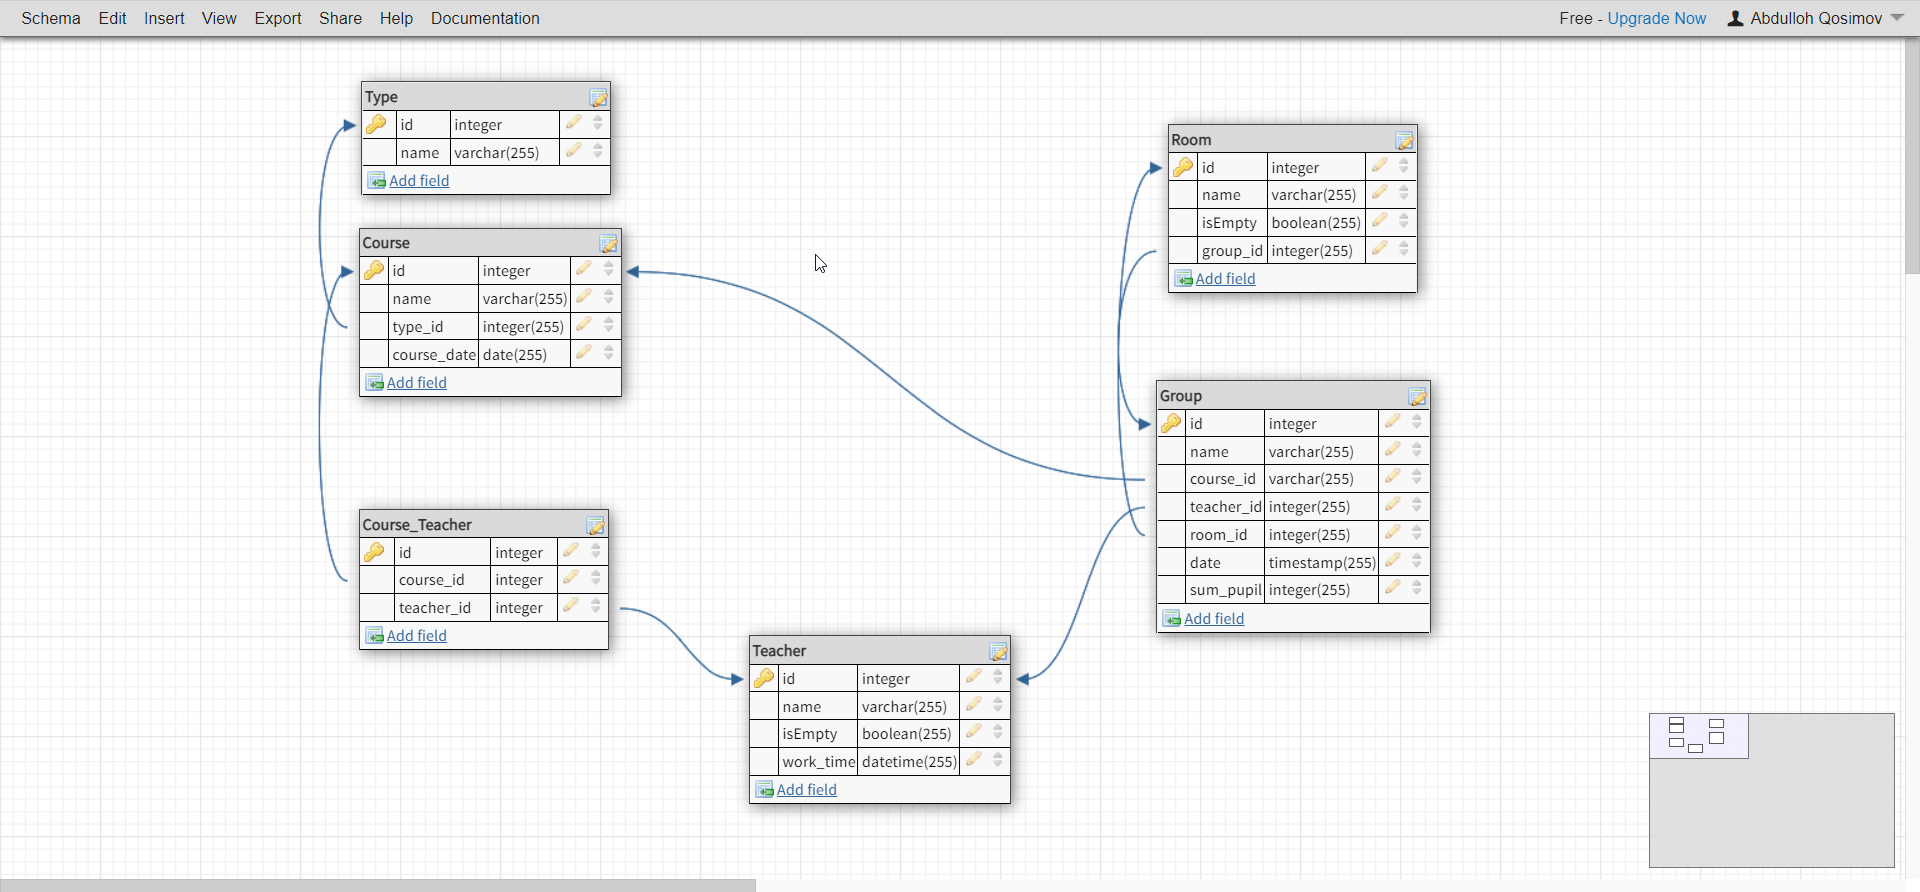 Schema Edit Insert View Export Share Help Documentation Free - Upgrade Now Abdulloh Qosimov
Type
id integer
name varchar(255)
Add field
Course
id integer
name varchar(255)
type_id integer(255)
course_date date(255)
Add field
Course_Teacher
id integer
course_id integer
teacher_id integer
Add field
Teacher
id integer
name varchar(255)
isEmpty boolean(255)
work_time datetime(255)
Add field
Room
id integer
name varchar(255)
isEmpty boolean(255)
group_id integer(255)
Add field
Group
id integer
name varchar(255)
course_id varchar(255)
teacher_id integer(255)
room_id integer(255)
date timestamp(255)
sum_pupil integer(255)
Add field